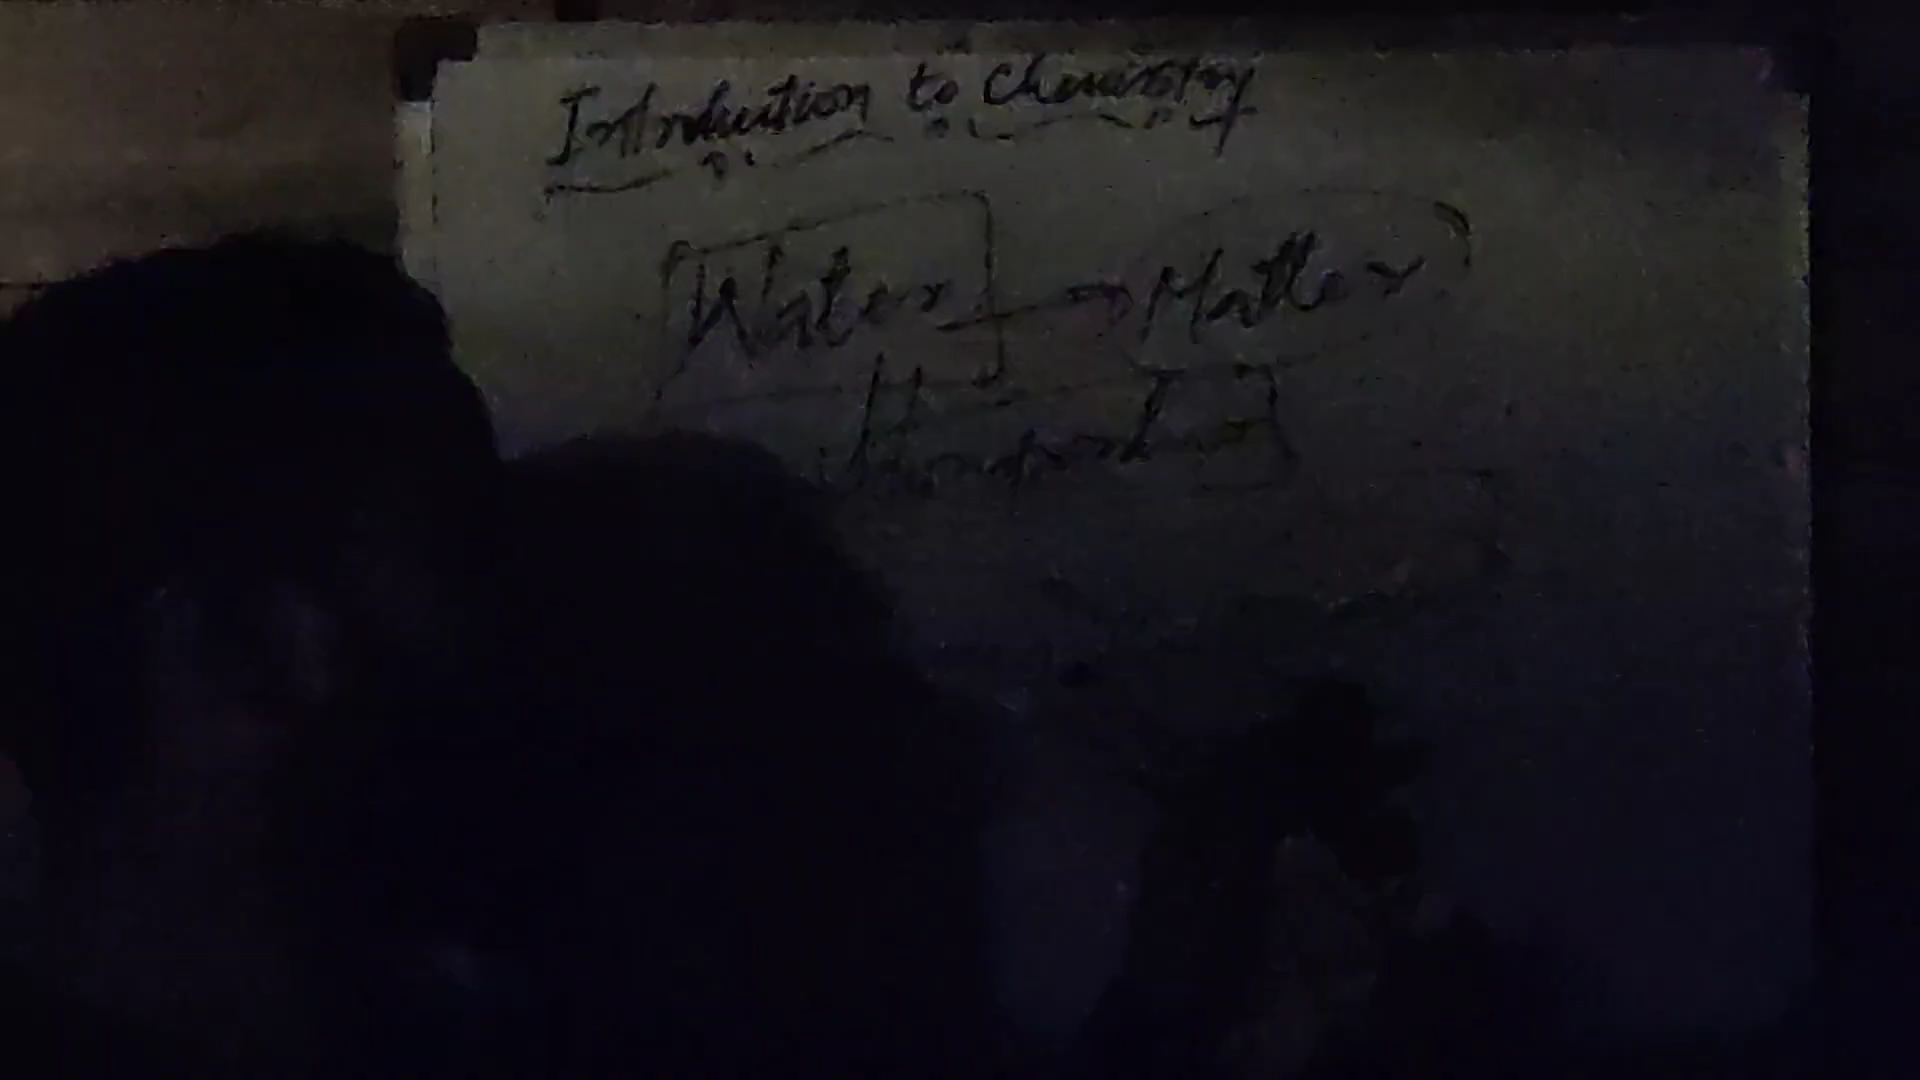 Introduction to Chemistry
Water → Matter